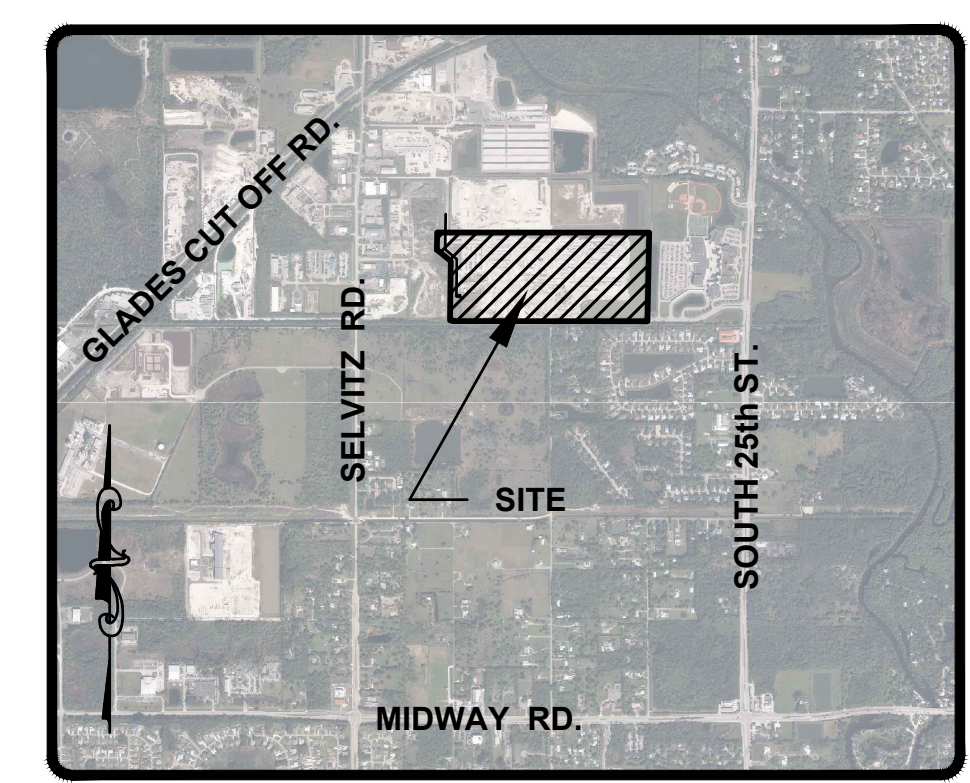 GLADES CUT OFF RD.
SELVITZ RD.
SOUTH 25th ST.
SITE
MIDWAY RD.